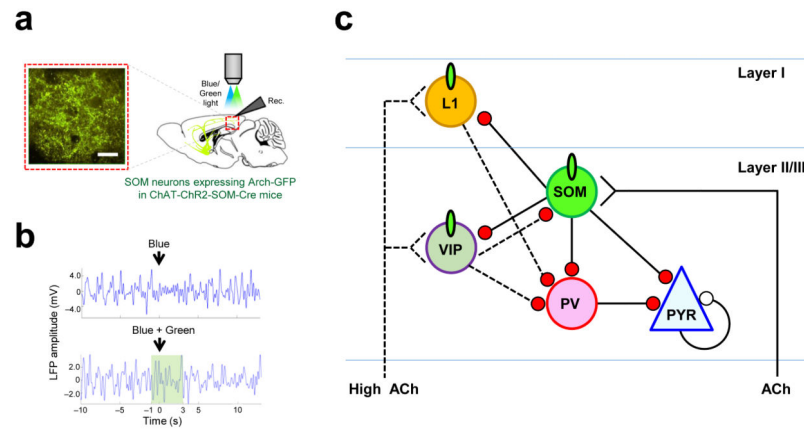 a
Blue/
Green
light
Rec.
SOM neurons expressing Arch-GFP
in ChAT-ChR2-SOM-Cre mice
b
Blue
4.0
0
−4.0
Blue + Green
2.0
0
−2.0
LFP amplitude (mV)
−10 −5 −1 0 3 5 10
Time (s)
c
Layer I
L1
Layer II/III
SOM
VIP
PV
PYR
High ACh
ACh